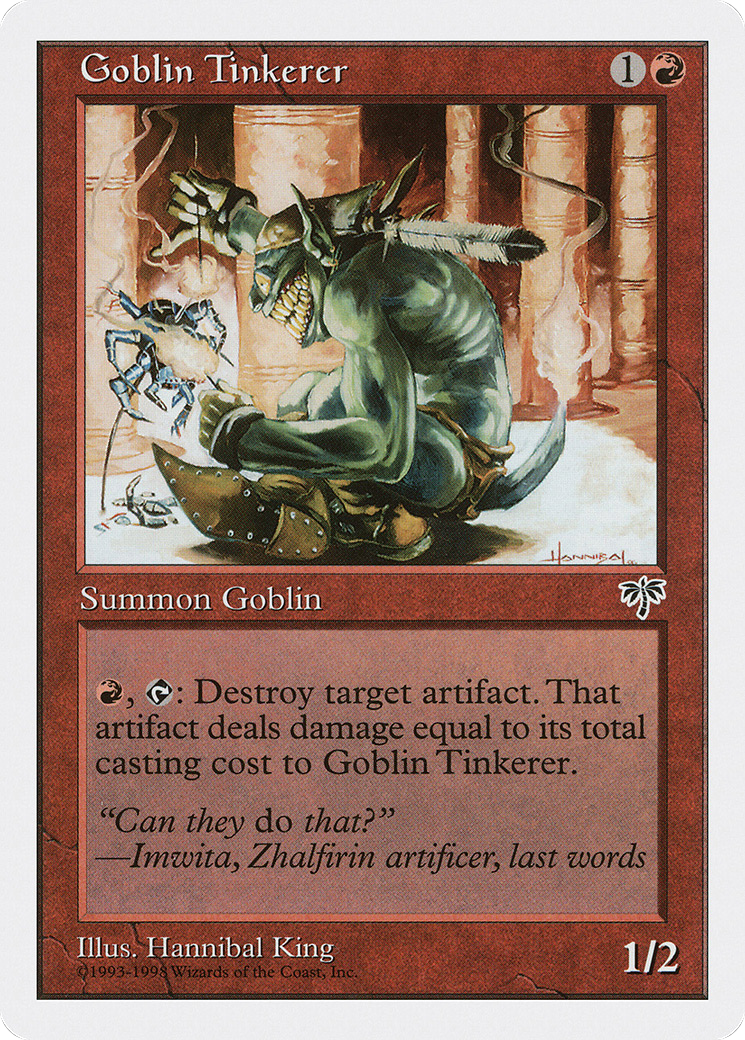 Goblin Tinkerer 1
HANNIBAL
Summon Goblin
, : Destroy target artifact. That
artifact deals damage equal to its total
casting cost to Goblin Tinkerer.
“Can they do that?”
—Imwita, Zhalfirin artificer, last words
Illus. Hannibal King
©1993-1998 Wizards of the Coast, Inc.
1/2